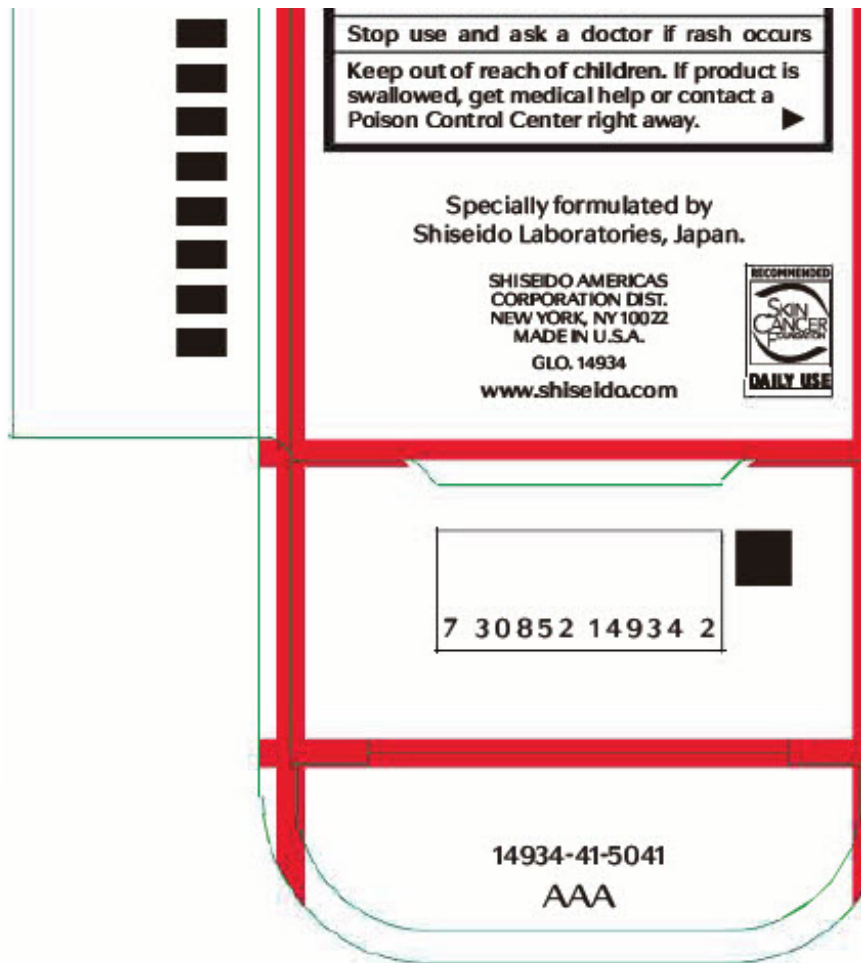 Stop use and ask a doctor if rash occurs
Keep out of reach of children. If product is
swallowed, get medical help or contact a
Poison Control Center right away.
Specially formulated by
Shiseido Laboratories, Japan.
SHISEIDO AMERICAS
CORPORATION DIST.
NEW YORK, NY 10022
MADE IN U.S.A.
GLO. 14934
www.shiseido.com
RECOMMENDED
SKIN
CANCER
FOUNDATION
DAILY USE
7 30852 14934 2
14934-41-5041
AAA